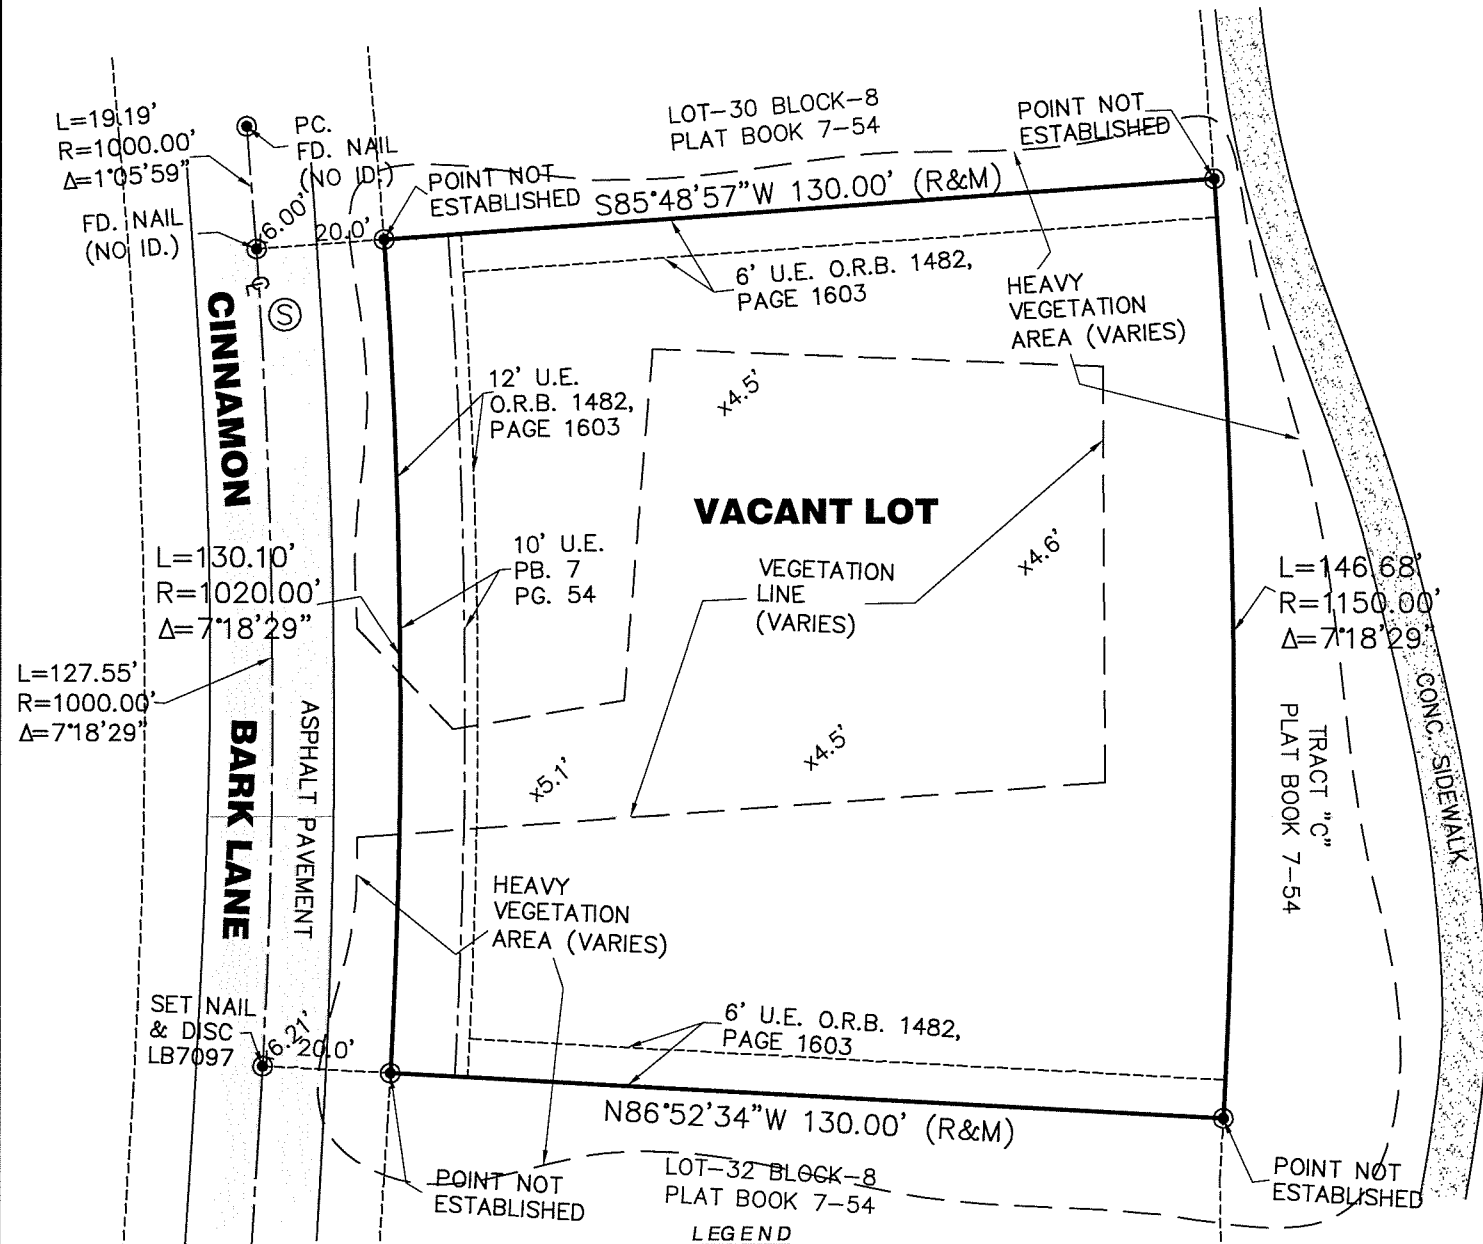 LOT-30 BLOCK-8
PLAT BOOK 7-54
POINT NOT
ESTABLISHED
L=19.19'
R=1000.00'
Δ=1°05'59"
PC.
FD. NAIL
(NO ID.)
POINT NOT
ESTABLISHED
S85°48'57"W 130.00' (R&M)
FD. NAIL
(NO ID.)
6.00'
20.0'
6' U.E. O.R.B. 1482,
PAGE 1603
HEAVY
VEGETATION
AREA (VARIES)
S
CINNAMON
12' U.E.
O.R.B. 1482,
PAGE 1603
x4.5'
VACANT LOT
10' U.E.
PB. 7
PG. 54
VEGETATION
LINE
(VARIES)
x4.6'
L=130.10'
R=1020.00'
Δ=7°18'29"
L=146.68'
R=1150.00'
Δ=7°18'29"
L=127.55'
R=1000.00'
Δ=7°18'29"
BARK LANE
ASPHALT PAVEMENT
x5.1'
x4.5'
TRACT "C"
PLAT BOOK 7-54
CONC. SIDEWALK
HEAVY
VEGETATION
AREA (VARIES)
SET NAIL
& DISC
LB7097
6.27'
20.0'
6' U.E. O.R.B. 1482,
PAGE 1603
N86°52'34"W 130.00' (R&M)
POINT NOT
ESTABLISHED
LOT-32 BLOCK-8
PLAT BOOK 7-54
POINT NOT
ESTABLISHED
LEGEND